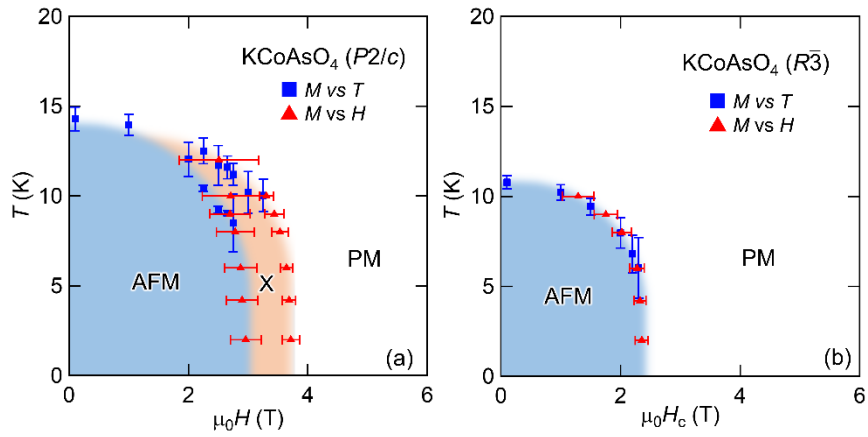 KCoAsO₄ (P2/c)
M vs T
M vs H
20
15
10
5
0
T (K)
AFM
X
PM
(a)
0
2
4
6
μ₀H (T)
KCoAsO₄ (R3̅)
M vs T
M vs H
20
15
10
5
0
T (K)
AFM
PM
(b)
0
2
4
6
μ₀H_c (T)